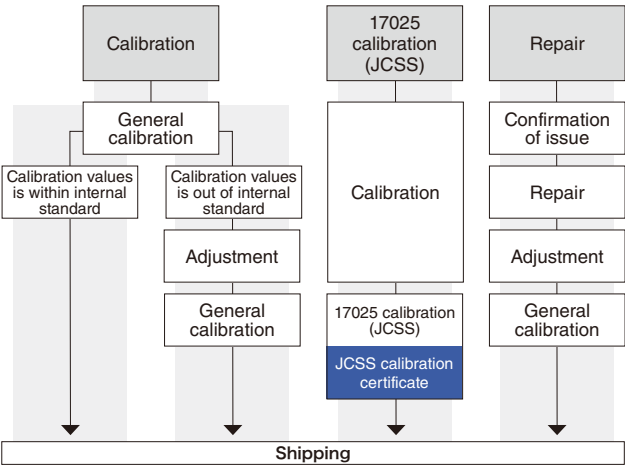 Calibration
17025
calibration
(JCSS)
Repair
General
calibration
Calibration values
is within internal
standard
Calibration values
is out of internal
standard
Adjustment
General
calibration
Calibration
17025 calibration
(JCSS)
JCSS calibration
certificate
Confirmation
of issue
Repair
Adjustment
General
calibration
Shipping